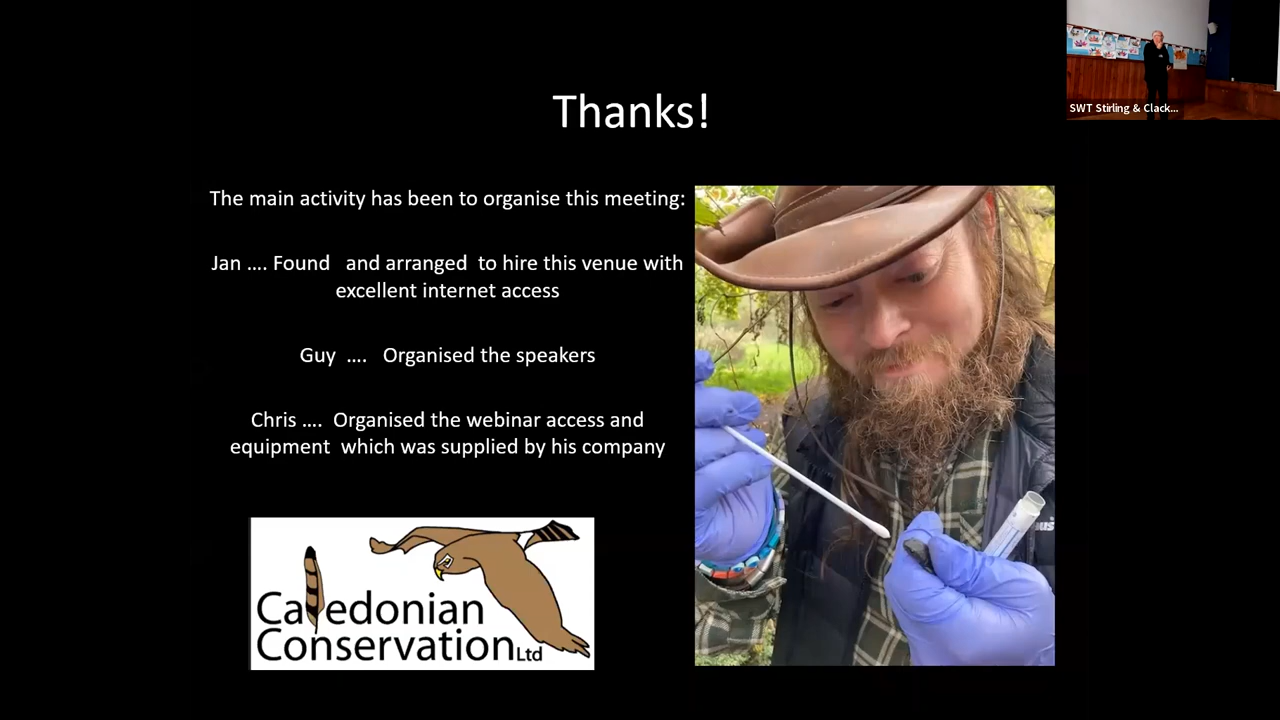 SWT Stirling & Clack...
Thanks!
The main activity has been to organise this meeting:
Jan .... Found and arranged to hire this venue with
excellent internet access
Guy .... Organised the speakers
Chris .... Organised the webinar access and
equipment which was supplied by his company
Caledonian
Conservation Ltd